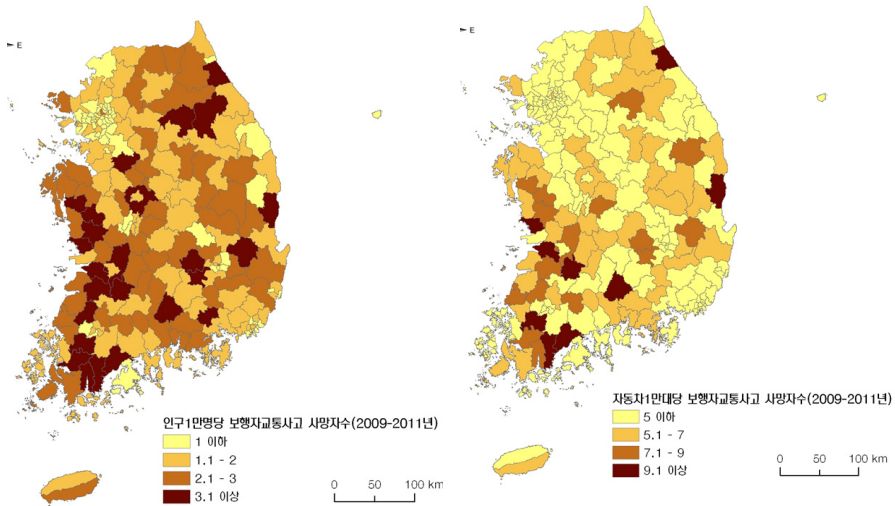 E
인구1만명당 보행자교통사고 사망자수(2009-2011년)
1 이하
1.1 - 2
2.1 - 3
3.1 이상
0 50 100 km
E
자동차1만대당 보행자교통사고 사망자수(2009-2011년)
5 이하
5.1 - 7
7.1 - 9
9.1 이상
0 50 100 km